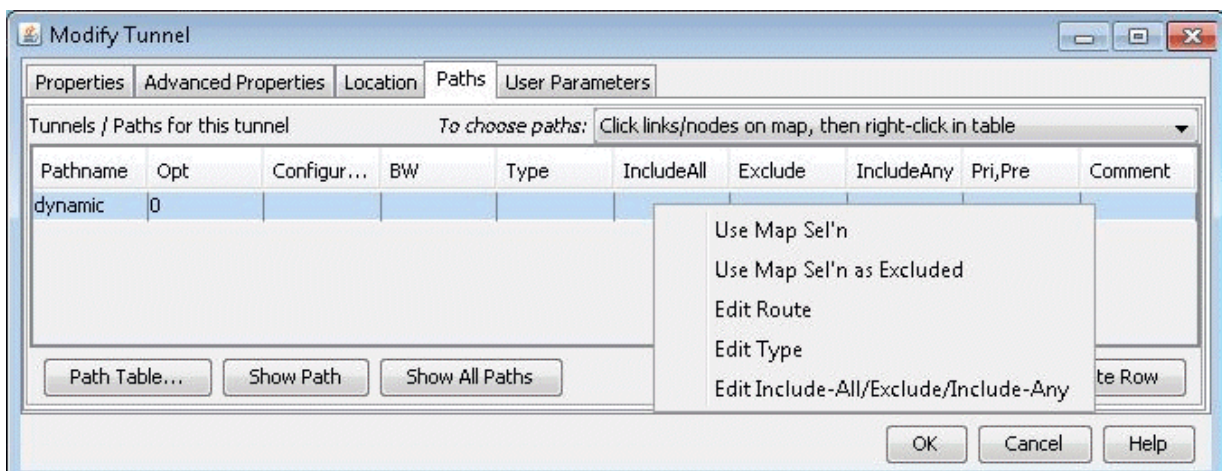 Modify Tunnel
Properties Advanced Properties Location Paths User Parameters
Tunnels / Paths for this tunnel To choose paths: Click links/nodes on map, then right-click in table
Pathname Opt Configur... BW Type IncludeAll Exclude IncludeAny Pri,Pre Comment
dynamic 0
Use Map Sel'n
Use Map Sel'n as Excluded
Edit Route
Edit Type
Edit Include-All/Exclude/Include-Any
Path Table... Show Path Show All Paths te Row
OK Cancel Help